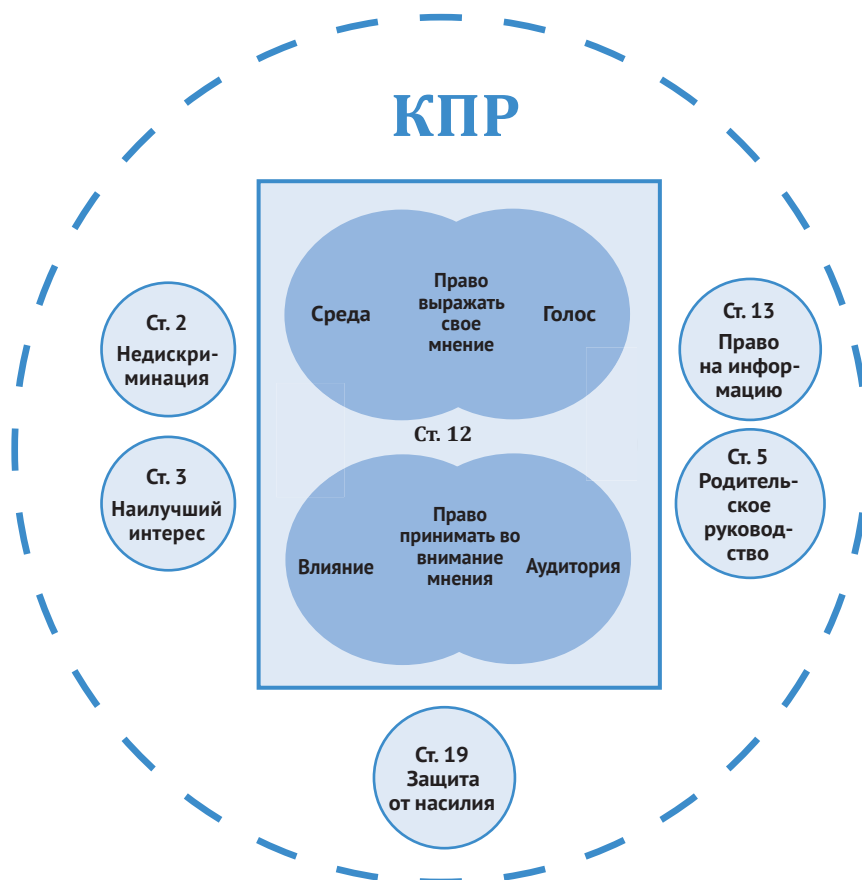 КПР
Среда
Право
выражать
свое
мнение
Голос
Ст. 2
Недискри-
минация
Ст. 13
Право
на инфор-
мацию
Ст. 12
Ст. 3
Наилучший
интерес
Ст. 5
Родитель-
ское
руковод-
ство
Влияние
Право
принимать во
внимание
мнения
Аудитория
Ст. 19
Защита
от насилия